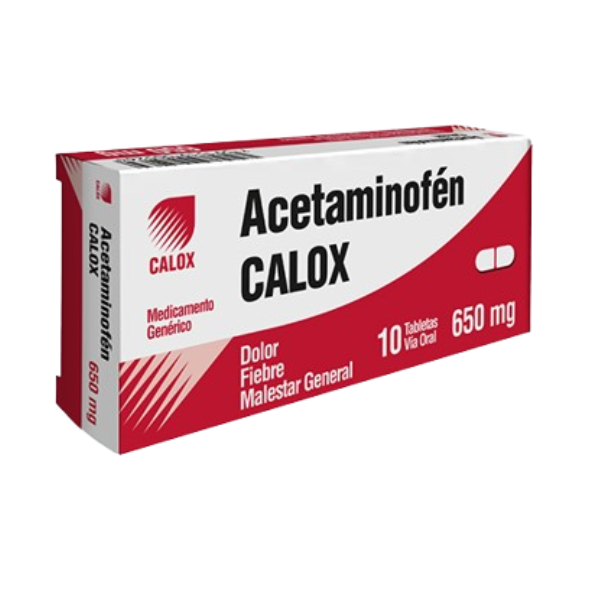 Acetaminofén
CALOX
CALOX
Medicamento
Genérico
Dolor
Fiebre
Malestar General
10 Tabletas
Vía Oral
650 mg
CALOX
Acetaminofén
CALOX
650 mg